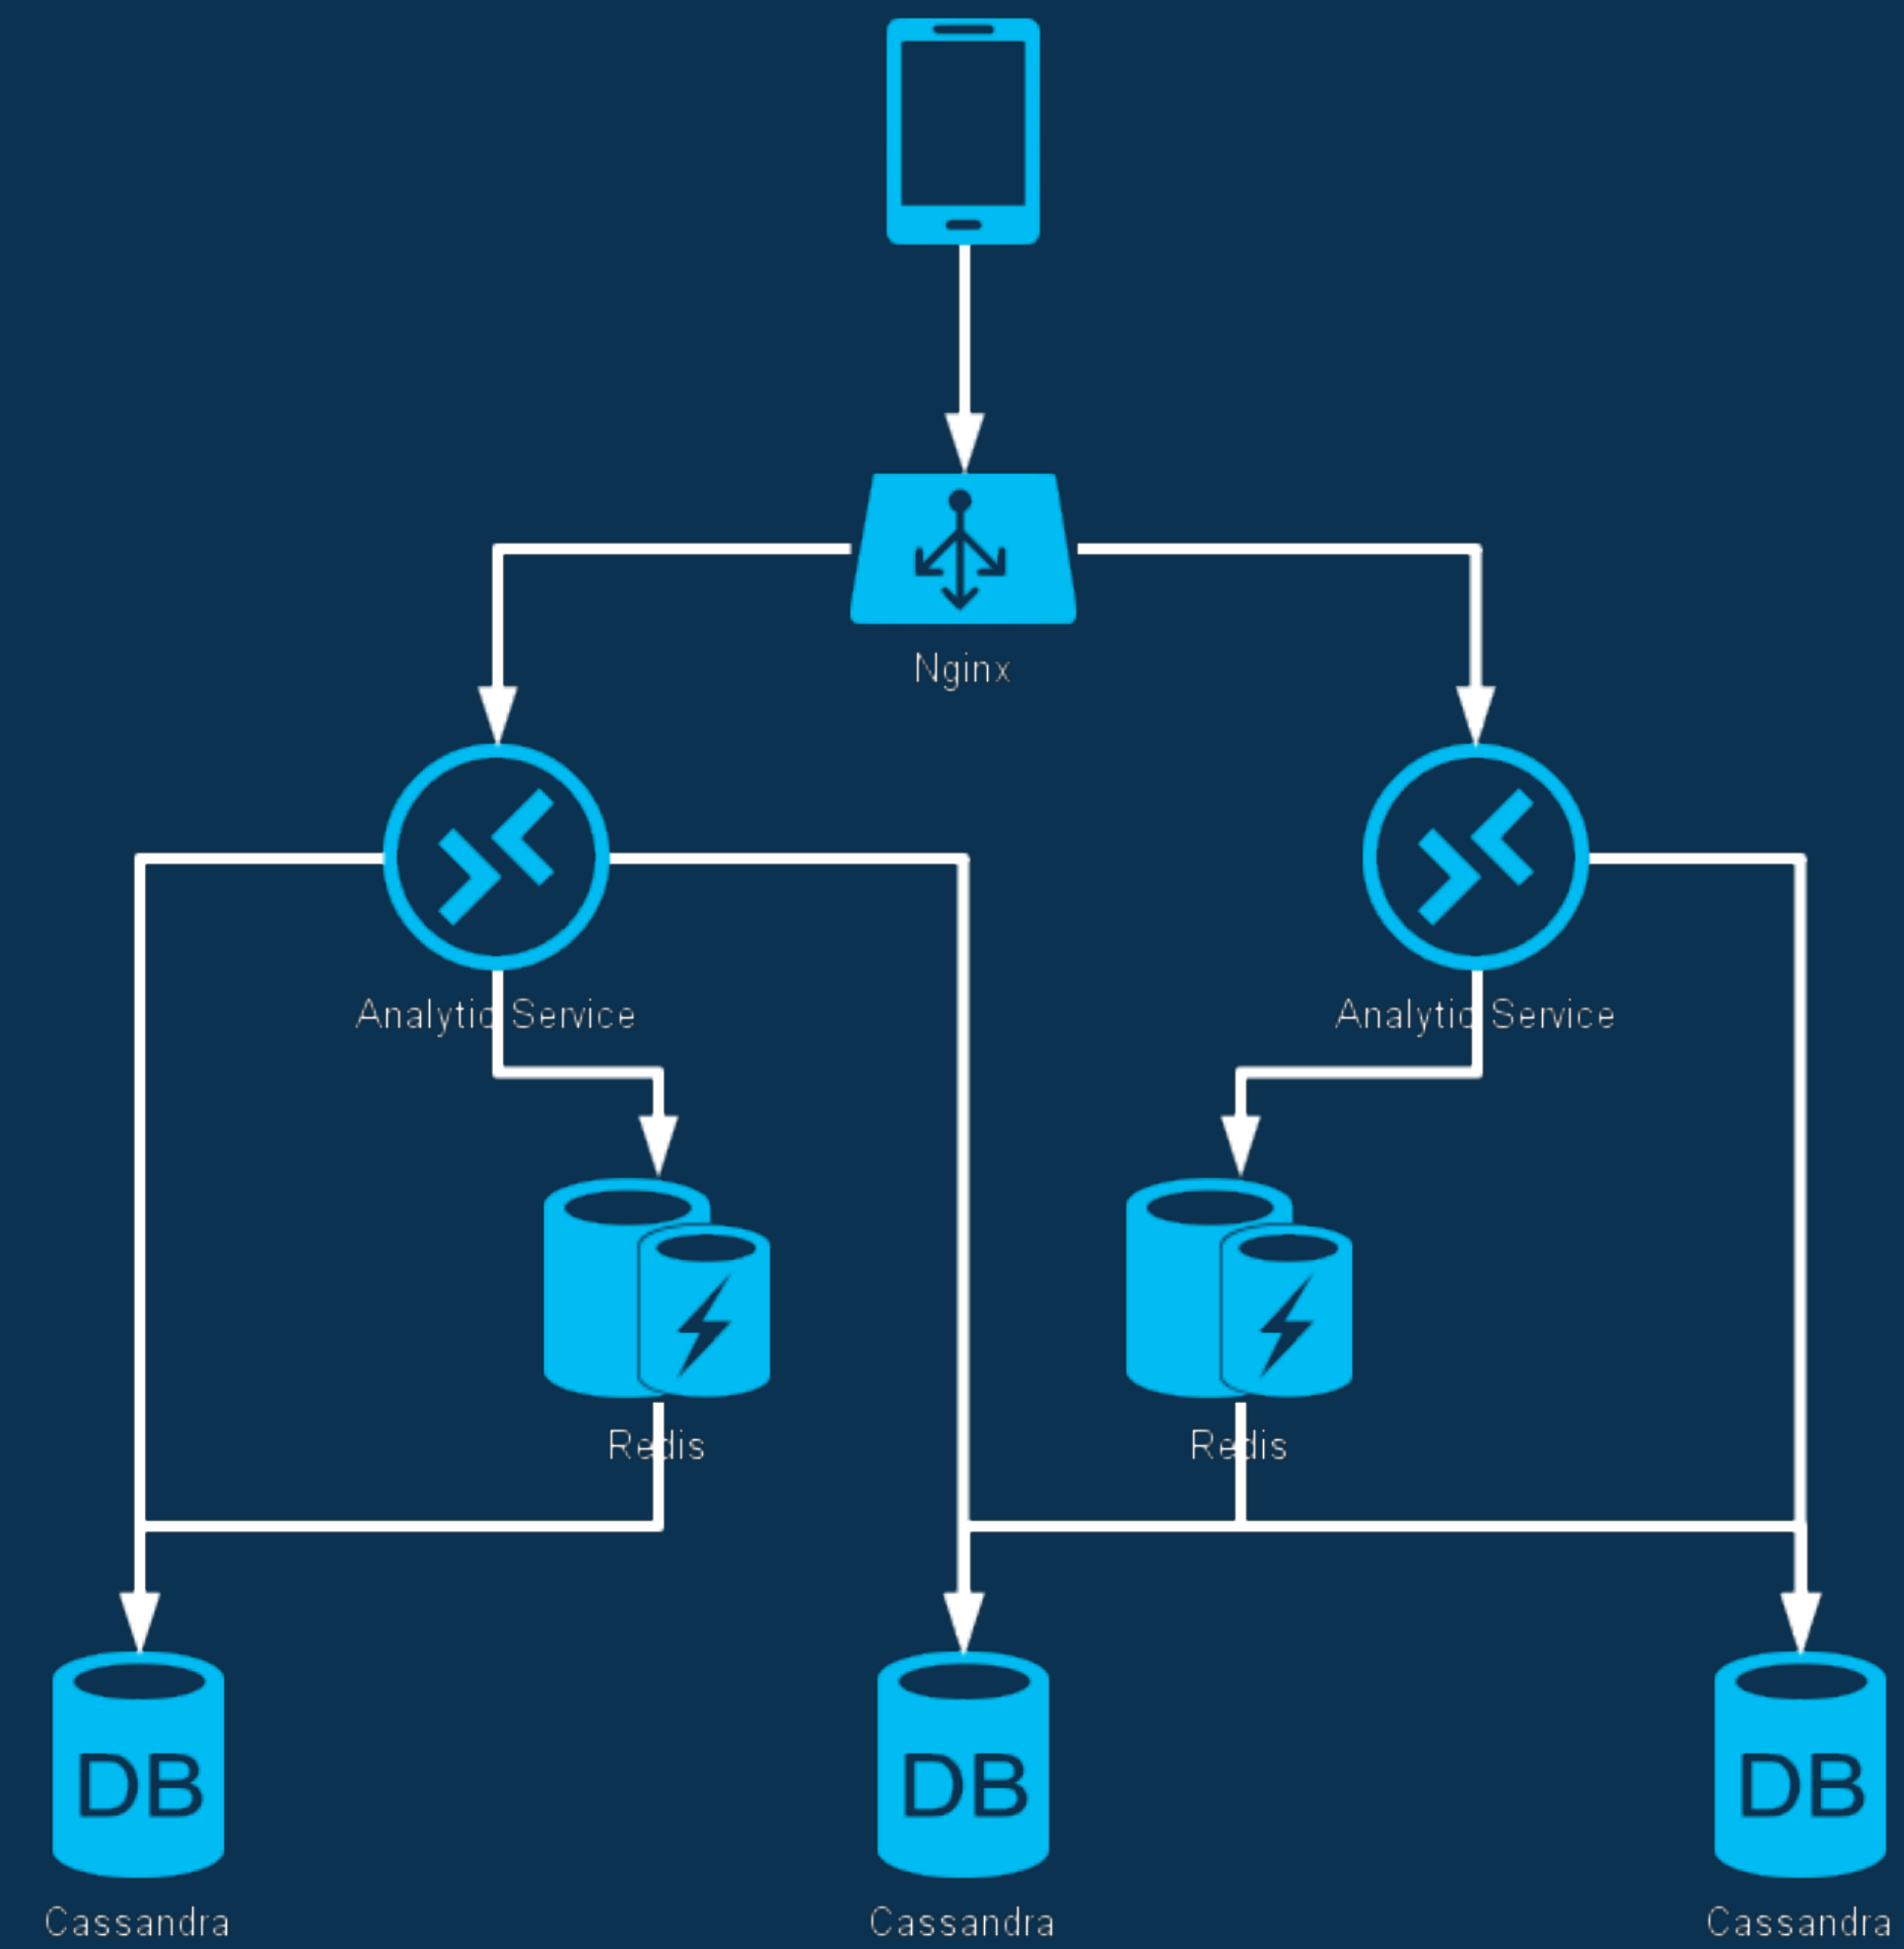 Nginx
Analytic Service
Analytic Service
Redis
Redis
DB
DB
DB
Cassandra
Cassandra
Cassandra